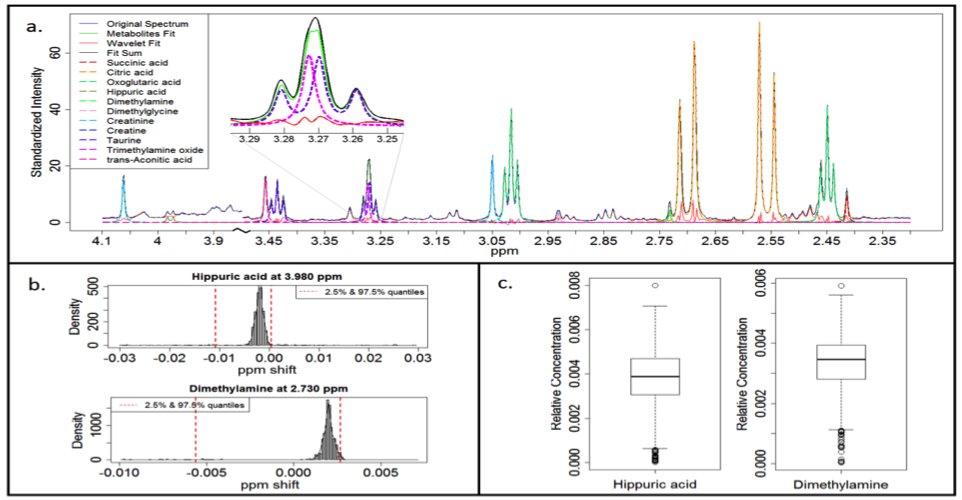 a.
Original Spectrum
Metabolites Fit
Wavelet Fit
Fit Sum
Succinic acid
Citric acid
Oxoglutaric acid
Hippuric acid
Dimethylamine
Dimethylglycine
Creatinine
Creatine
Taurine
Trimethylamine oxide
trans-Aconitic acid
Standardized Intensity
0 20 40 60
3.29 3.28 3.27 3.26 3.25
4.1 4 3.9 3.45 3.35 3.25 3.15 3.05 2.95 2.85 2.75 2.65 2.55 2.45 2.35
ppm
b.
Hippuric acid at 3.980 ppm
2.5% & 97.5% quantiles
Density
0 200 500
-0.03 -0.02 -0.01 0.00 0.01 0.02 0.03
ppm shift
Dimethylamine at 2.730 ppm
2.5% & 97.5% quantiles
Density
0 1000
-0.010 -0.005 0.000 0.005
ppm shift
c.
Relative Concentration
0.000 0.002 0.004 0.006 0.008
Hippuric acid
Relative Concentration
0.000 0.002 0.004 0.006
Dimethylamine